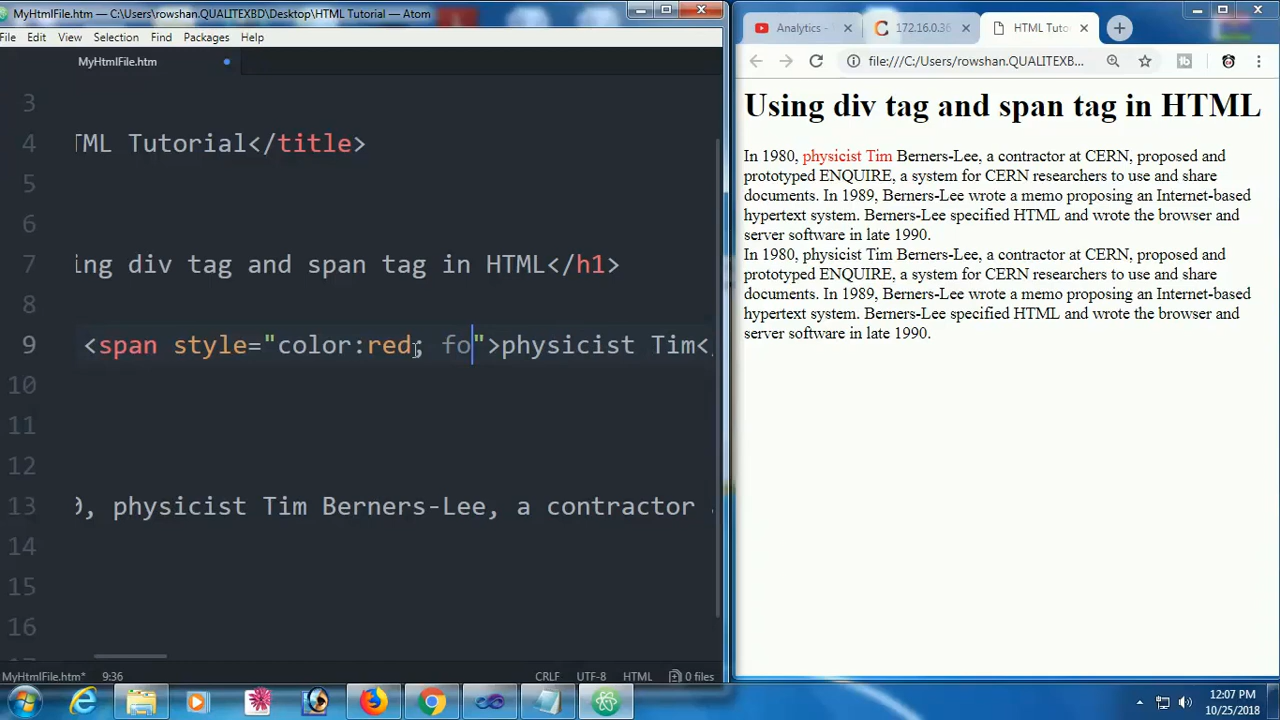 MyHtmlFile.html — C:\Users\rowshan.QUALITEXBD\Desktop\HTML Tutorial — Atom
File Edit View Selection Find Packages Help
MyHtmlFile.html
3
4 TML Tutorial</title>
5
6
7 ing div tag and span tag in HTML</h1>
8
9 <span style="color:red; fo">physicist Tim<
10
11
12
13 , physicist Tim Berners-Lee, a contractor
14
15
16
MyHtmlFile.html* 9:36 CRLF UTF-8 HTML 0 files
Analytics - 172.16.0.36 HTML Tuto
file:///C:/Users/rowshan.QUALITEXBD...
Using div tag and span tag in HTML
In 1980, physicist Tim Berners-Lee, a contractor at CERN, proposed and
prototyped ENQUIRE, a system for CERN researchers to use and share
documents. In 1989, Berners-Lee wrote a memo proposing an Internet-based
hypertext system. Berners-Lee specified HTML and wrote the browser and
server software in late 1990.
In 1980, physicist Tim Berners-Lee, a contractor at CERN, proposed and
prototyped ENQUIRE, a system for CERN researchers to use and share
documents. In 1989, Berners-Lee wrote a memo proposing an Internet-based
hypertext system. Berners-Lee specified HTML and wrote the browser and
server software in late 1990.
12:07 PM
10/25/2018